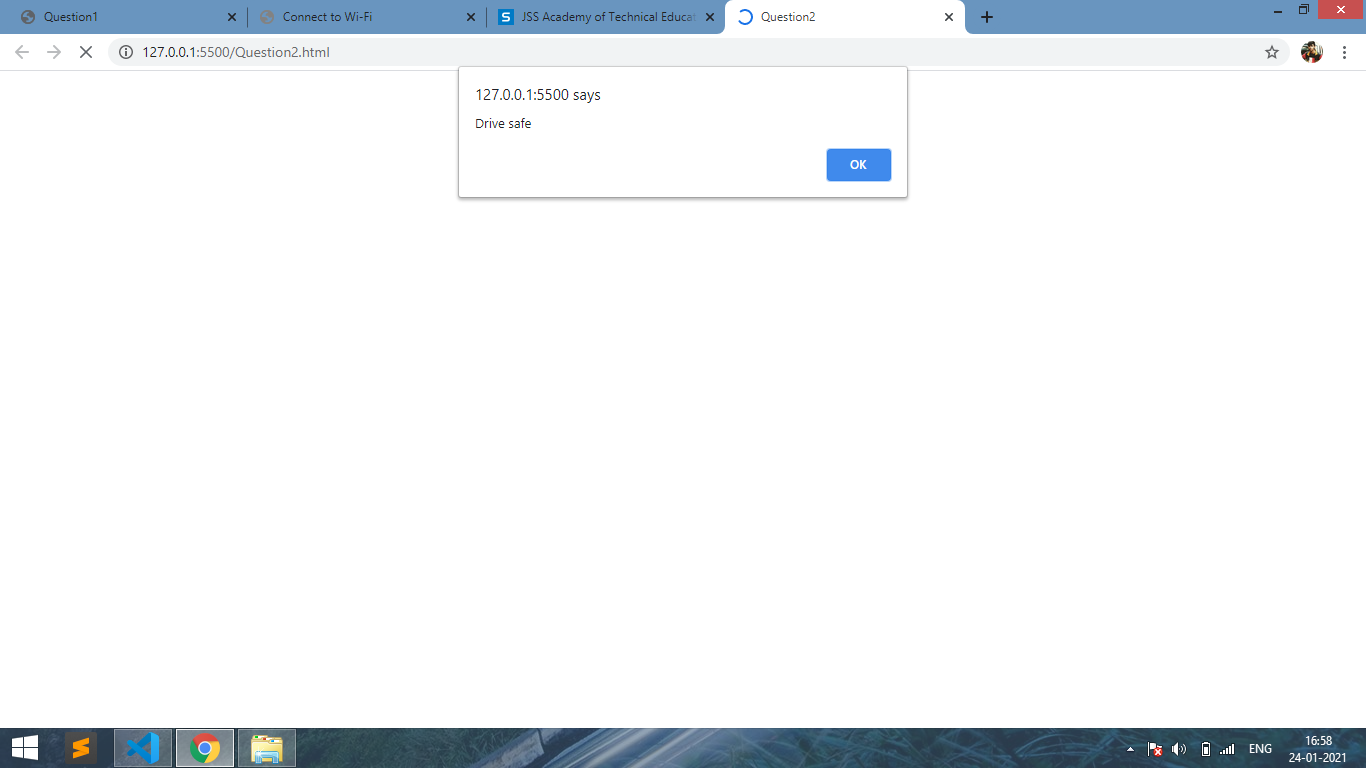 Question1
Connect to Wi-Fi
JSS Academy of Technical Educat
Question2
127.0.0.1:5500/Question2.html
127.0.0.1:5500 says
Drive safe
OK
ENG
16:58
24-01-2021